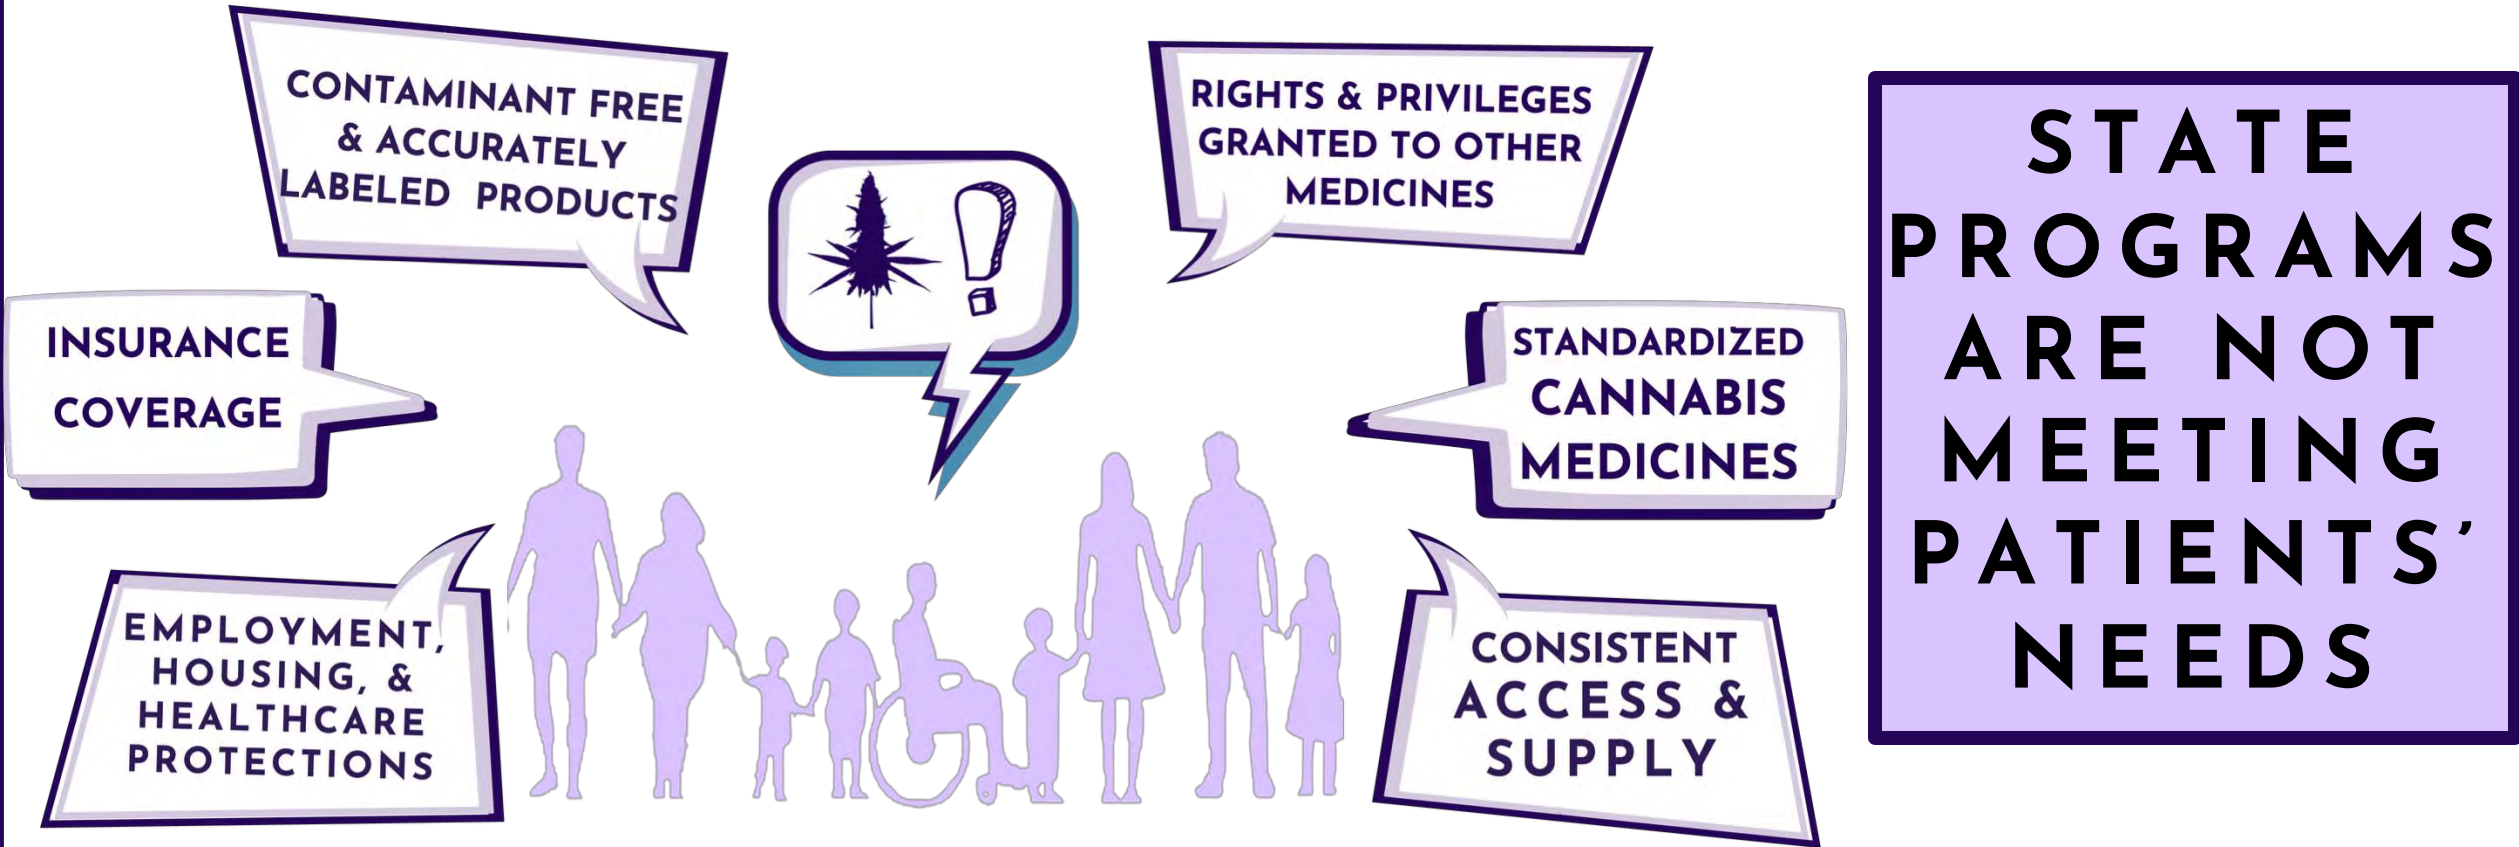 CONTAMINANT FREE
& ACCURATELY
LABELED PRODUCTS
RIGHTS & PRIVILEGES
GRANTED TO OTHER
MEDICINES
INSURANCE
COVERAGE
STANDARDIZED
CANNABIS
MEDICINES
EMPLOYMENT,
HOUSING, &
HEALTHCARE
PROTECTIONS
CONSISTENT
ACCESS &
SUPPLY
STATE
PROGRAMS
ARE NOT
MEETING
PATIENTS’
NEEDS